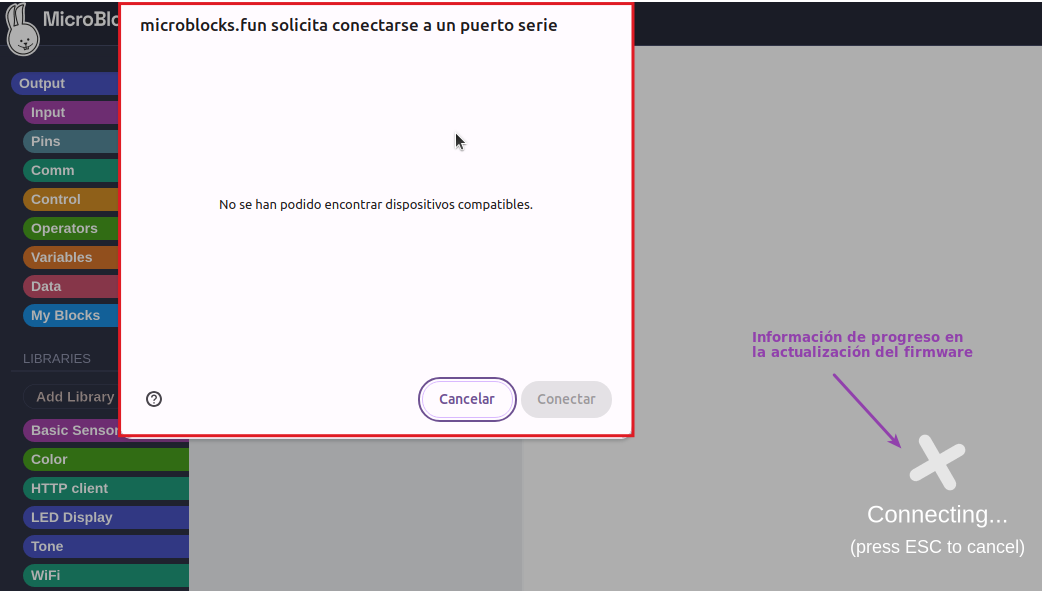 MicroBlo
microblocks.fun solicita conectarse a un puerto serie
Output
Input
Pins
Comm
Control
Operators
Variables
Data
My Blocks
LIBRARIES
Add Library
Basic Sensor
Color
HTTP client
LED Display
Tone
WiFi
No se han podido encontrar dispositivos compatibles.
?
Cancelar
Conectar
Información de progreso en
la actualización del firmware
Connecting...
(press ESC to cancel)